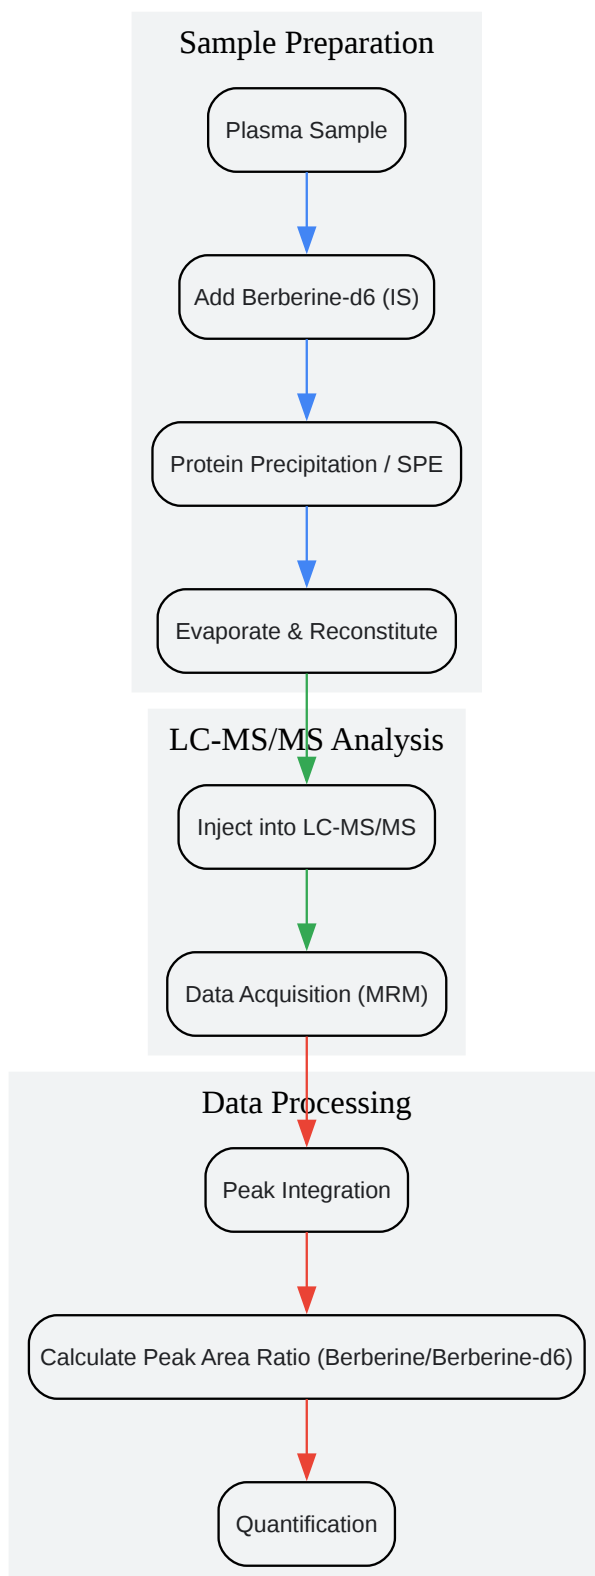 Sample Preparation
Plasma Sample
Add Berberine-d6 (IS)
Protein Precipitation / SPE
Evaporate & Reconstitute
LC-MS/MS Analysis
Inject into LC-MS/MS
Data Acquisition (MRM)
Data Processing
Peak Integration
Calculate Peak Area Ratio (Berberine/Berberine-d6)
Quantification